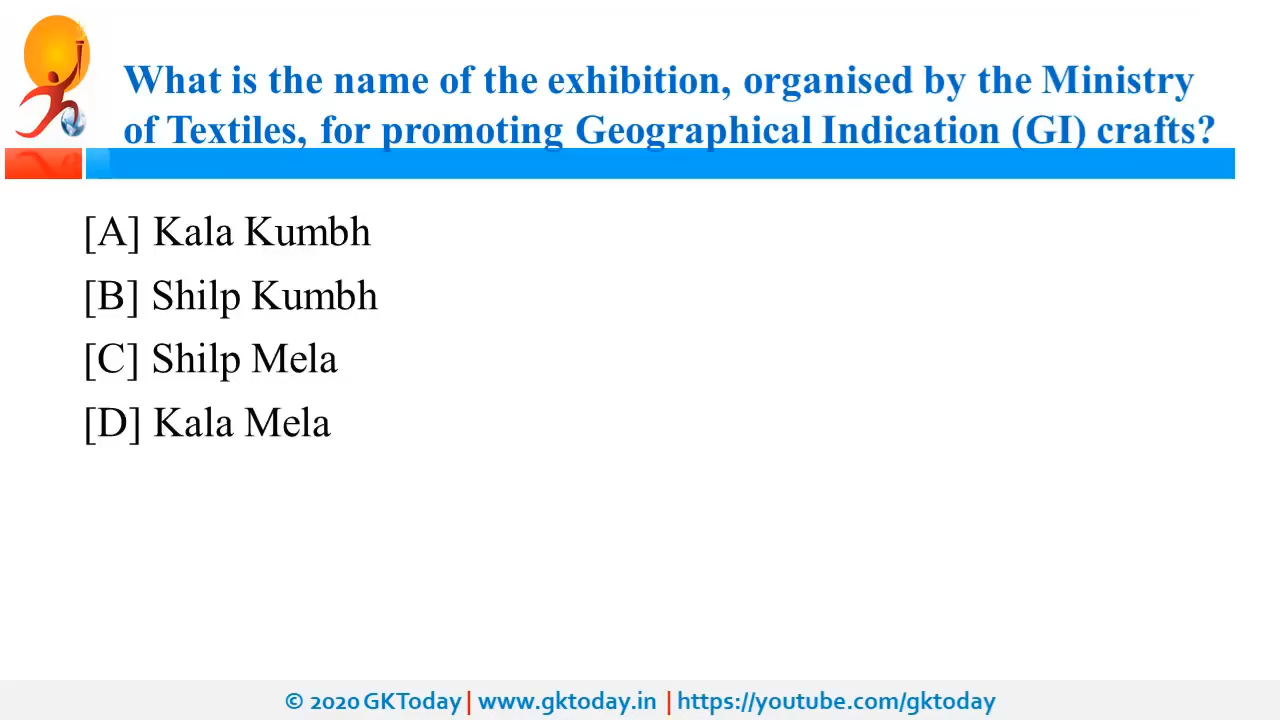 What is the name of the exhibition, organised by the Ministry
of Textiles, for promoting Geographical Indication (GI) crafts?
[A] Kala Kumbh
[B] Shilp Kumbh
[C] Shilp Mela
[D] Kala Mela
© 2020 GKToday | www.gktoday.in | https://youtube.com/gktoday